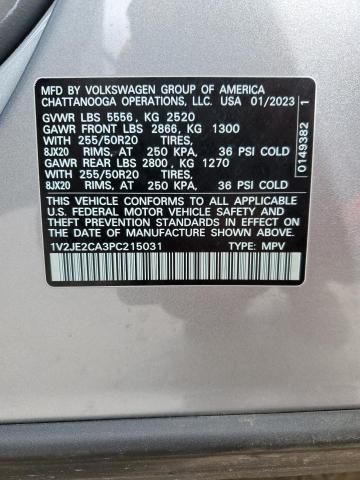 MFD BY VOLKSWAGEN GROUP OF AMERICA
CHATTANOOGA OPERATIONS, LLC. USA 01/2023
GVWR LBS 5556, KG 2520
GAWR FRONT LBS 2866, KG 1300
WITH 255/50R20 TIRES,
8JX20 RIMS, AT 250 KPA, 36 PSI COLD
GAWR REAR LBS 2800, KG 1270
WITH 255/50R20 TIRES,
8JX20 RIMS, AT 250 KPA, 36 PSI COLD
THIS VEHICLE CONFORMS TO ALL APPLICABLE
U.S. FEDERAL MOTOR VEHICLE SAFETY AND
THEFT PREVENTION STANDARDS IN EFFECT ON
THE DATE OF MANUFACTURE SHOWN ABOVE.
1V2JE2CA3PC215031 TYPE: MPV
0149382 1